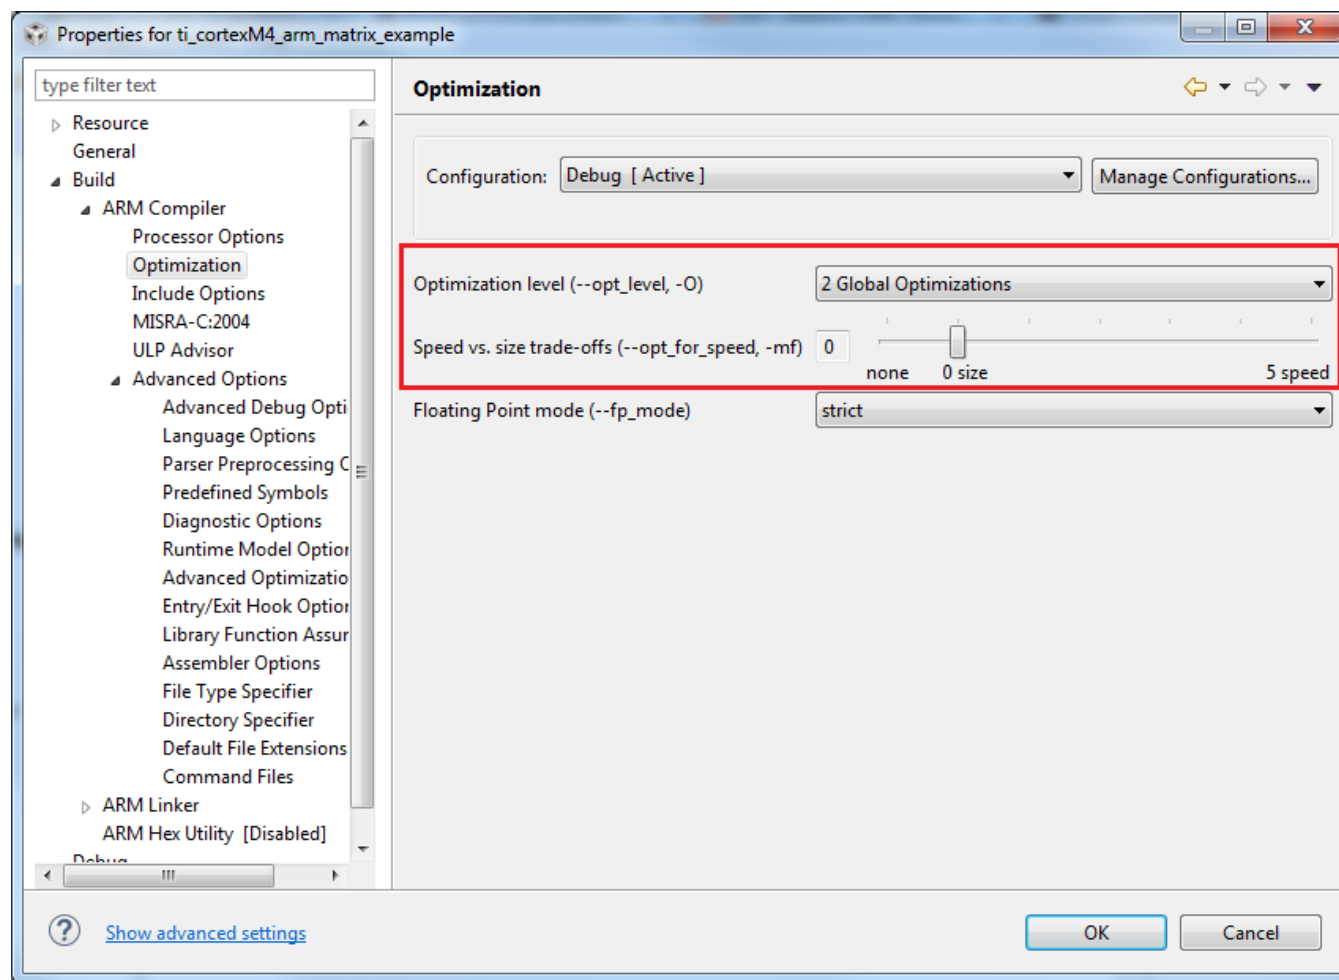 Properties for ti_cortexM4_arm_matrix_example
type filter text
Resource
General
Build
ARM Compiler
Processor Options
Optimization
Include Options
MISRA-C:2004
ULP Advisor
Advanced Options
Advanced Debug Opti
Language Options
Parser Preprocessing C
Predefined Symbols
Diagnostic Options
Runtime Model Option
Advanced Optimizatio
Entry/Exit Hook Option
Library Function Assur
Assembler Options
File Type Specifier
Directory Specifier
Default File Extensions
Command Files
ARM Linker
ARM Hex Utility [Disabled]
Debug
Optimization
Configuration: Debug [ Active ] Manage Configurations...
Optimization level (--opt_level, -O) 2 Global Optimizations
Speed vs. size trade-offs (--opt_for_speed, -mf) 0
none 0 size 5 speed
Floating Point mode (--fp_mode) strict
? Show advanced settings OK Cancel